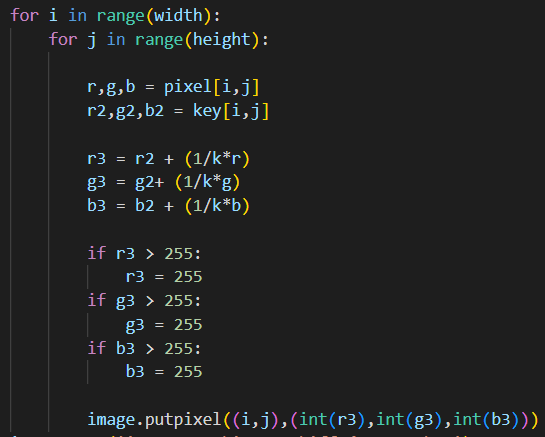 for i in range(width):
    for j in range(height):
        r,g,b = pixel[i,j]
        r2,g2,b2 = key[i,j]
        r3 = r2 + (1/k*r)
        g3 = g2+ (1/k*g)
        b3 = b2 + (1/k*b)
        if r3 > 255:
            r3 = 255
        if g3 > 255:
            g3 = 255
        if b3 > 255:
            b3 = 255
        image.putpixel((i,j),(int(r3),int(g3),int(b3)))